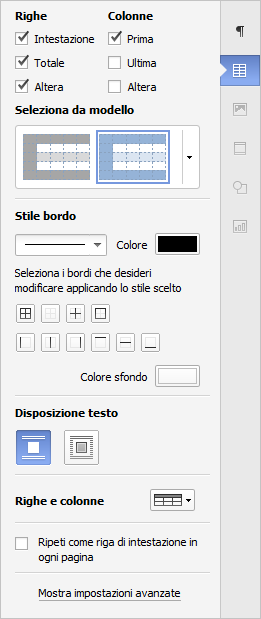 Righe Colonne
Intestazione Prima
Totale Ultima
Altera Altera
Seleziona da modello
Stile bordo
Colore
Seleziona i bordi che desideri
modificare applicando lo stile scelto
Colore sfondo
Disposizione testo
Righe e colonne
Ripeti come riga di intestazione in
ogni pagina
Mostra impostazioni avanzate